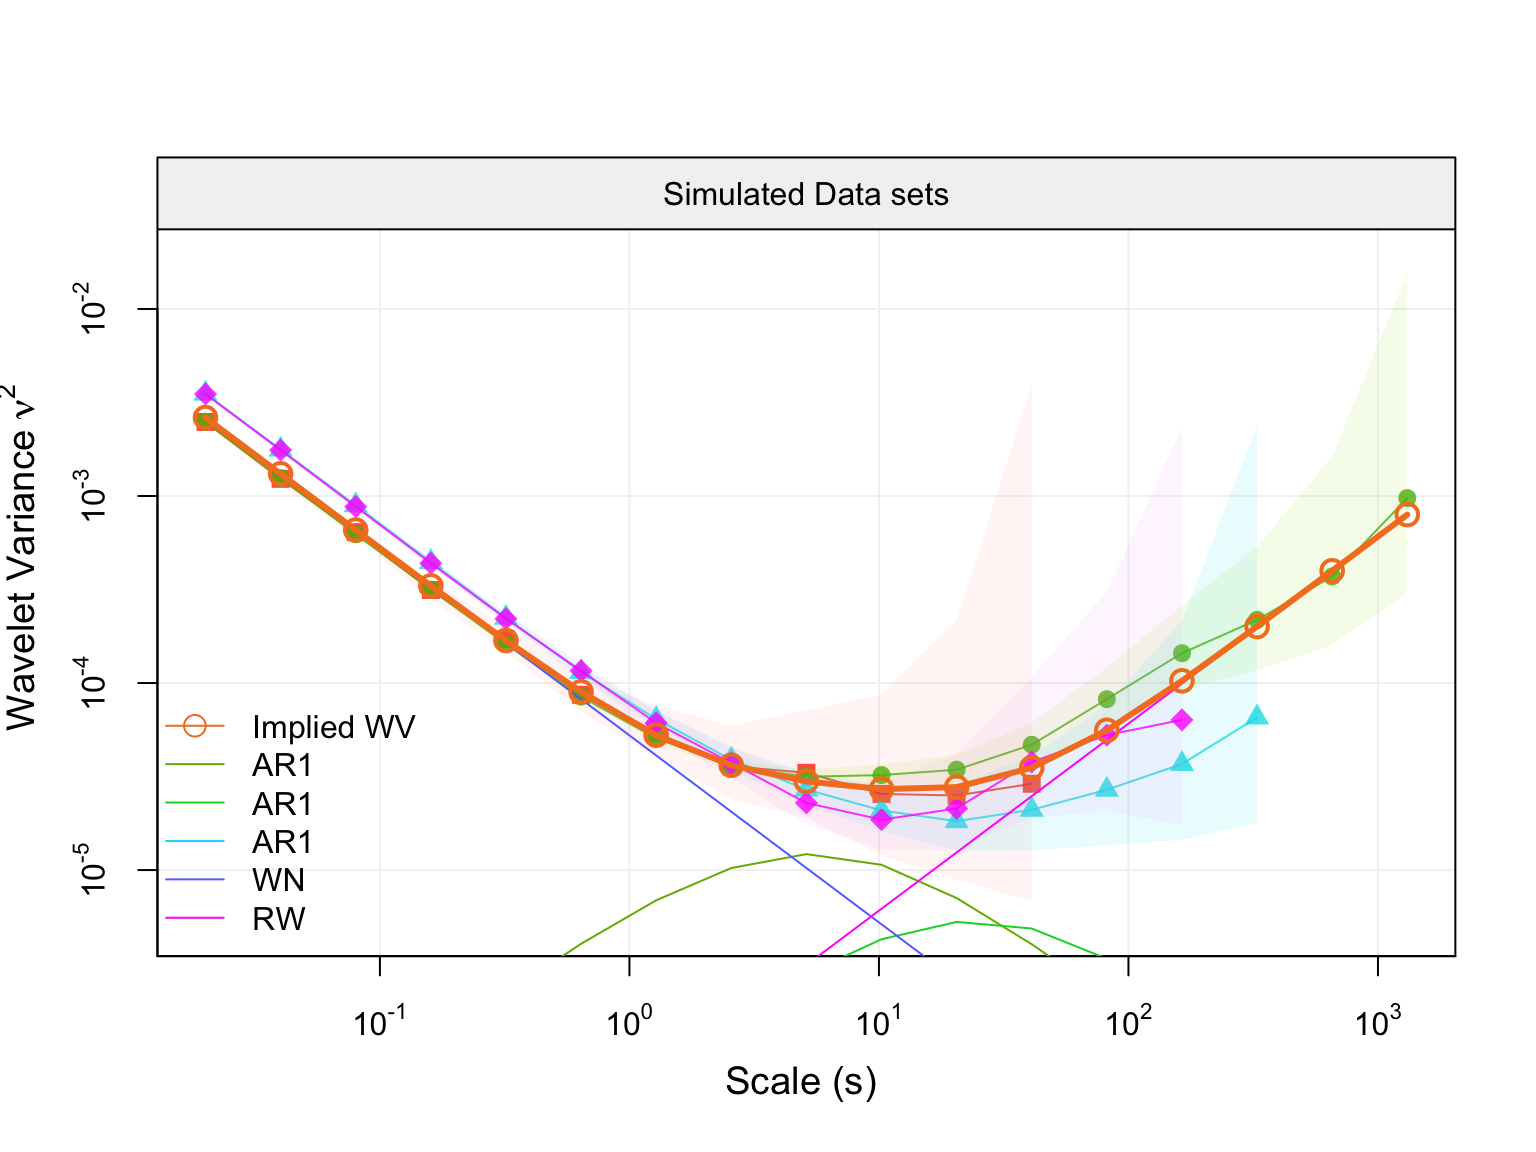 Simulated Data sets
Wavelet Variance ν²
10⁻²
10⁻³
10⁻⁴
10⁻⁵
Implied WV
AR1
AR1
AR1
WN
RW
10⁻¹
10⁰
10¹
10²
10³
Scale (s)